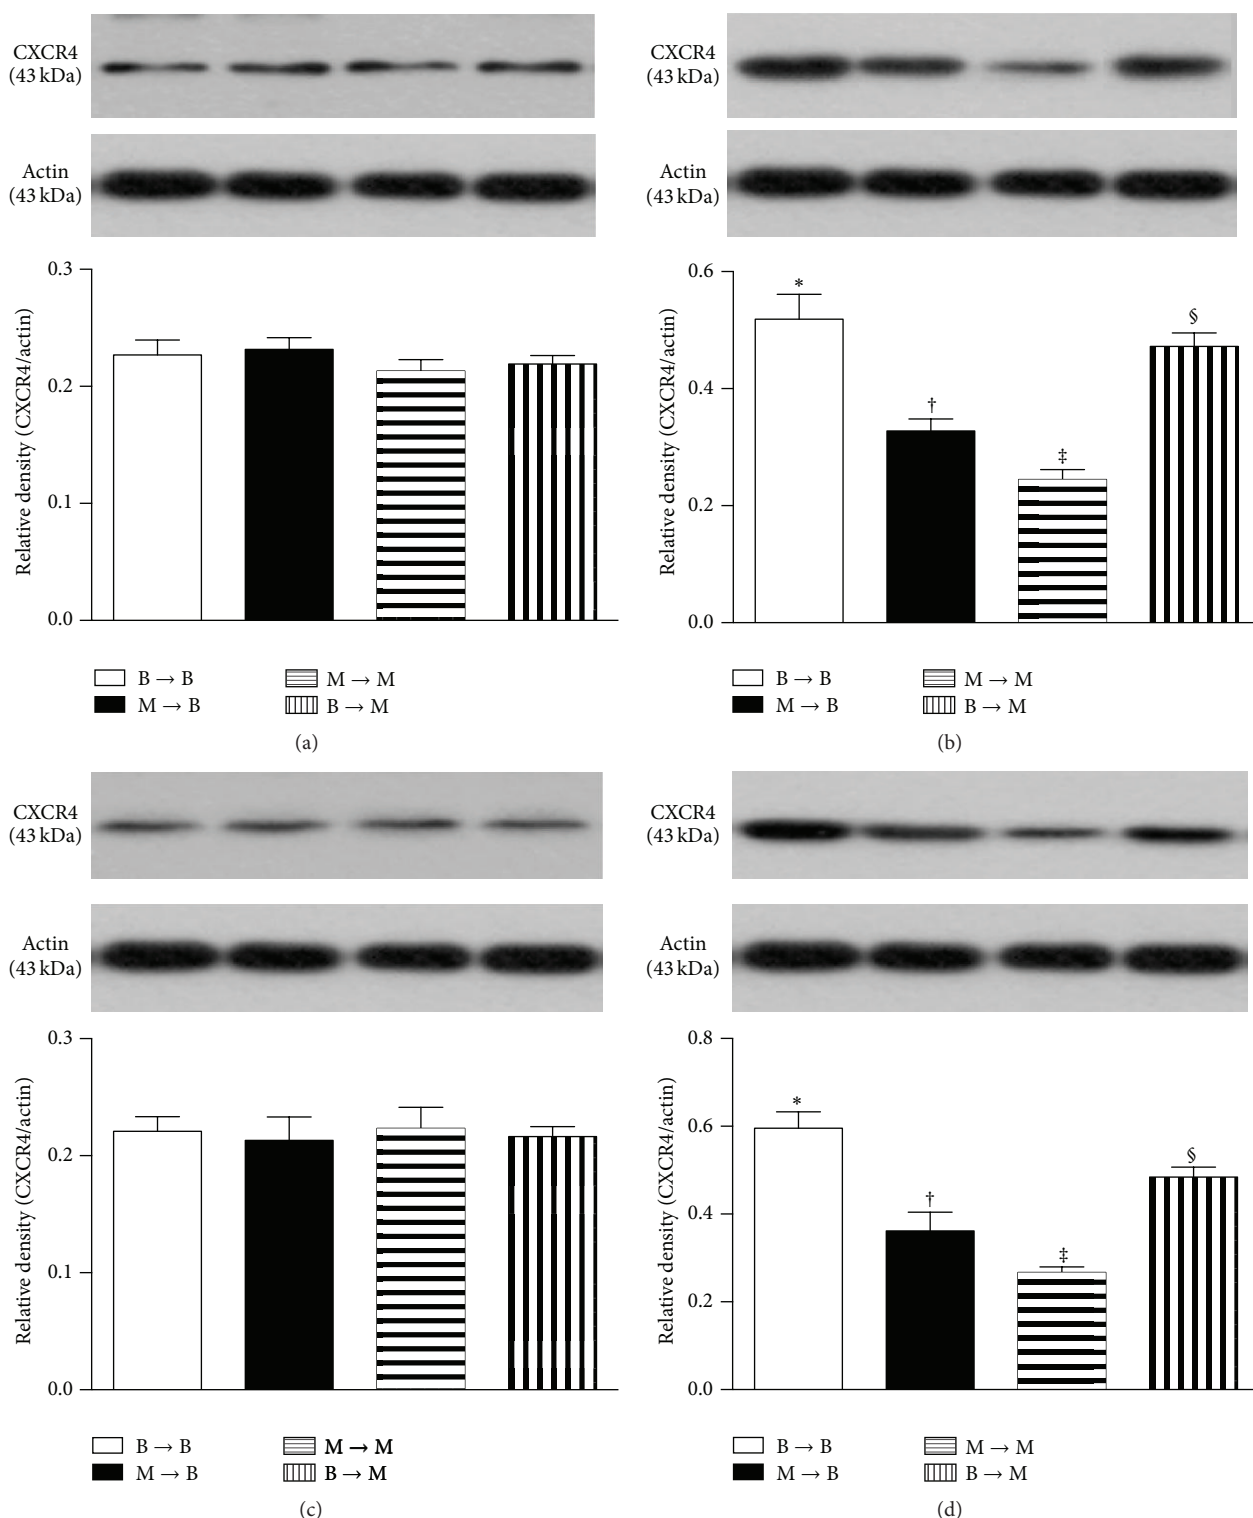 CXCR4
(43 kDa)
Actin
(43 kDa)
Relative density (CXCR4/actin)
0.3
0.2
0.1
0.0
B → B
M → B
M → M
B → M
(a)
CXCR4
(43 kDa)
Actin
(43 kDa)
Relative density (CXCR4/actin)
0.6
0.4
0.2
0.0
*
†
‡
§
B → B
M → B
M → M
B → M
(b)
CXCR4
(43 kDa)
Actin
(43 kDa)
Relative density (CXCR4/actin)
0.3
0.2
0.1
0.0
B → B
M → B
M → M
B → M
(c)
CXCR4
(43 kDa)
Actin
(43 kDa)
Relative density (CXCR4/actin)
0.8
0.6
0.4
0.2
0.0
*
†
‡
§
B → B
M → B
M → M
B → M
(d)